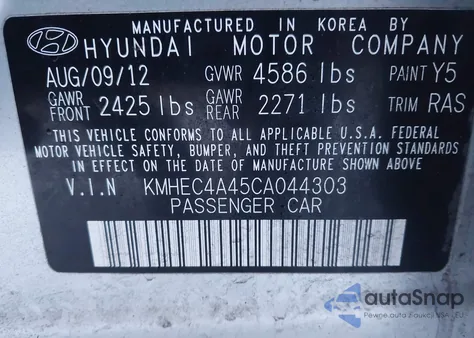 MANUFACTURED IN KOREA BY
HYUNDAI MOTOR COMPANY
AUG/09/12 GVWR 4586 lbs PAINT Y5
GAWR FRONT 2425 lbs GAWR REAR 2271 lbs TRIM RAS
THIS VEHICLE CONFORMS TO ALL APPLICABLE FEDERAL
MOTOR VEHICLE SAFETY, BUMPER, AND THEFT PREVENTION STANDARDS
IN EFFECT ON THE DATE OF MANUFACTURE SHOWN ABOVE.
V.I.N KMHEC4A45CA044303
PASSENGER CAR
autoSnap